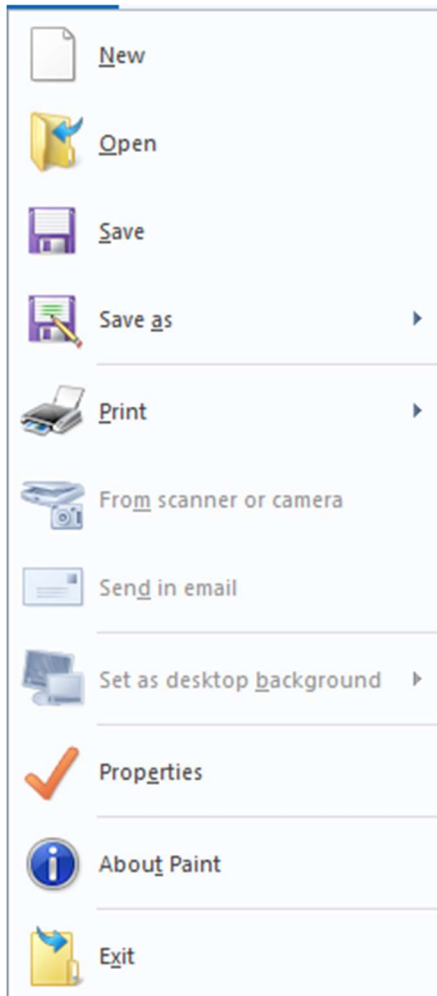 New
Open
Save
Save as
Print
From scanner or camera
Send in email
Set as desktop background
Properties
About Paint
Exit